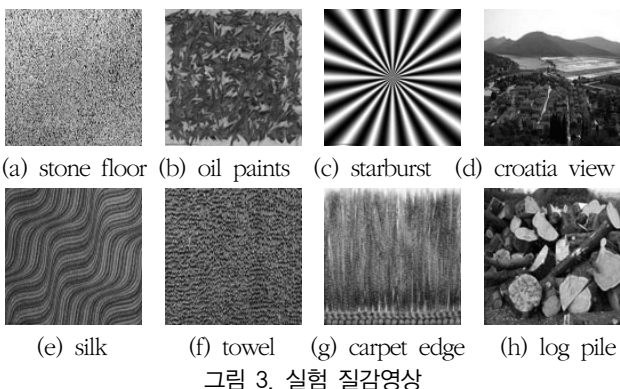 (a) stone floor (b) oil paints (c) starburst (d) croatia view
(e) silk (f) towel (g) carpet edge (h) log pile
그림 3. 실험 질감영상